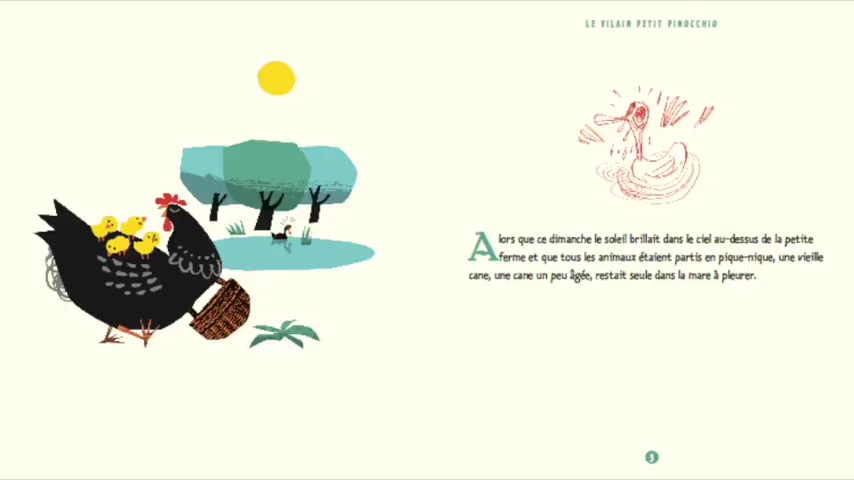 LE VILAIN PETIT PINOCCHIO
Alors que ce dimanche le soleil brillait dans le ciel au-dessus de la petite
ferme et que tous les animaux étaient partis en pique-nique, une vieille
cane, une cane un peu âgée, restait seule dans la mare à pleurer.
3